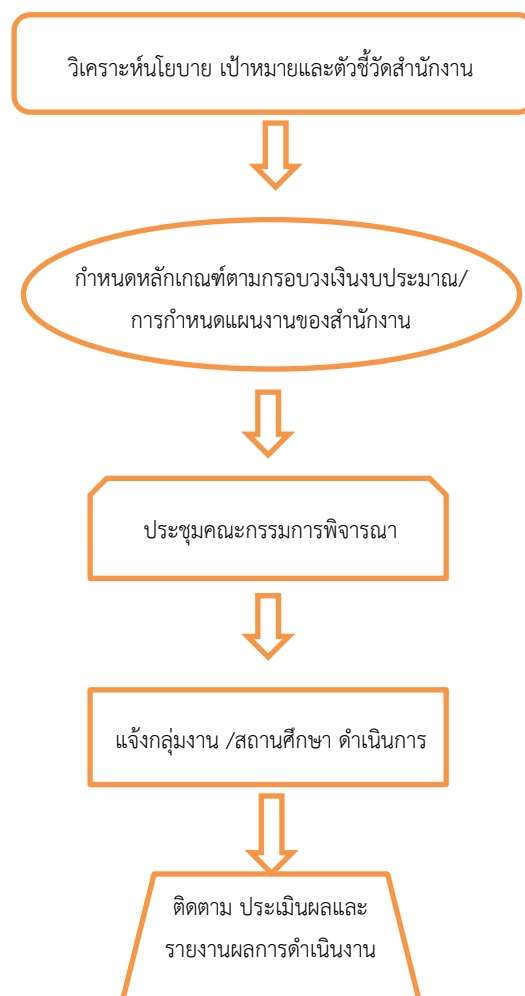 วิเคราะห์นโยบาย เป้าหมายและตัวชี้วัดสำนักงาน
กำหนดหลักเกณฑ์ตามกรอบวงเงินงบประมาณ/
การกำหนดแผนงานของสำนักงาน
ประชุมคณะกรรมการพิจารณา
แจ้งกลุ่มงาน /สถานศึกษา ดำเนินการ
ติดตาม ประเมินผลและ
รายงานผลการดำเนินงาน